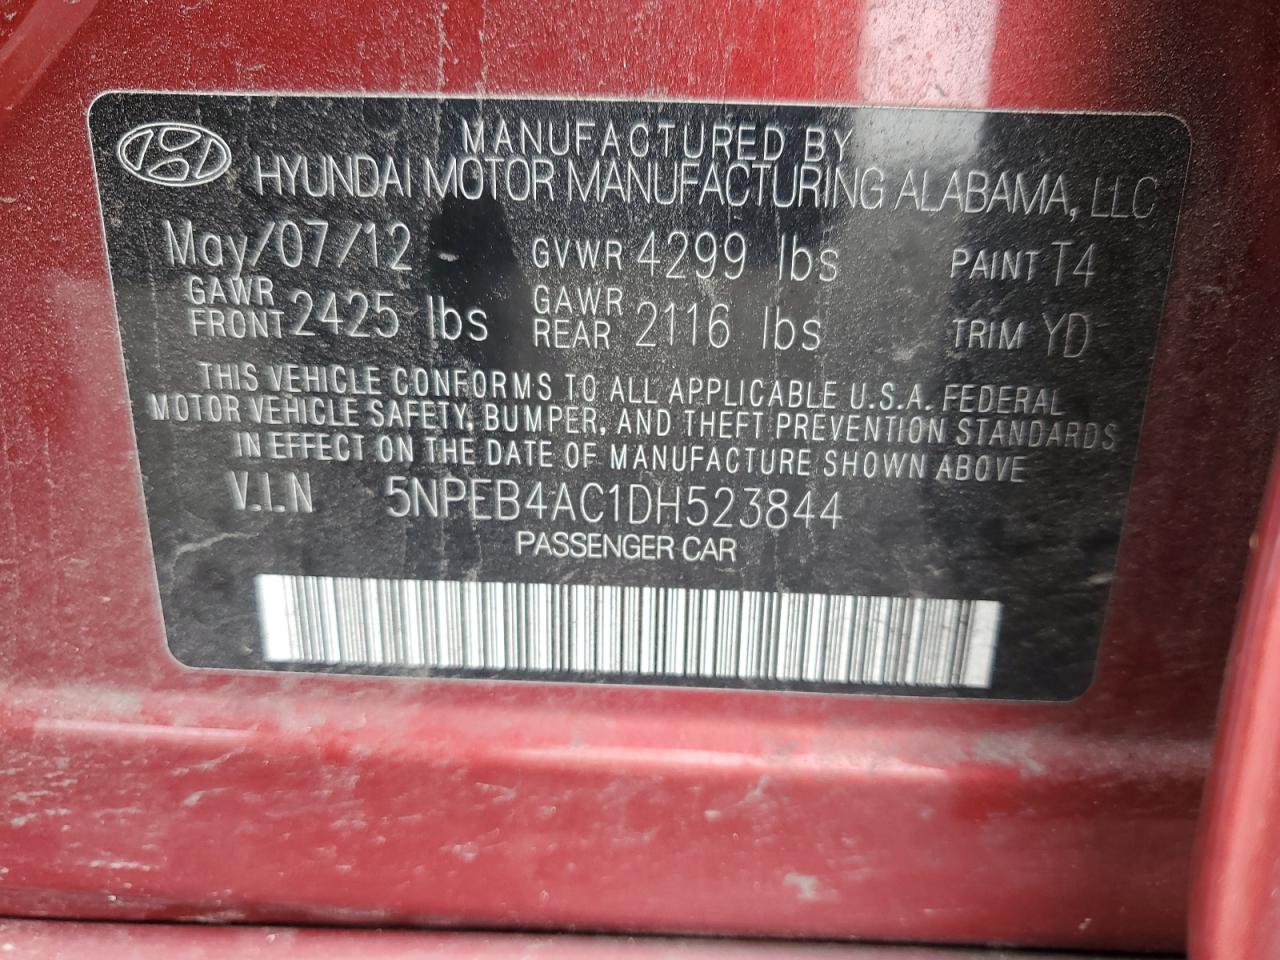 MANUFACTURED BY
HYUNDAI MOTOR MANUFACTURING ALABAMA, LLC
May/07/12 GVWR 4299 lbs PAINT T4
GAWR FRONT 2425 lbs GAWR REAR 2116 lbs TRIM YD
THIS VEHICLE CONFORMS TO ALL APPLICABLE U.S.A. FEDERAL
MOTOR VEHICLE SAFETY, BUMPER, AND THEFT PREVENTION STANDARDS
IN EFFECT ON THE DATE OF MANUFACTURE SHOWN ABOVE
V.I.N 5NPEB4AC1DH523844
PASSENGER CAR